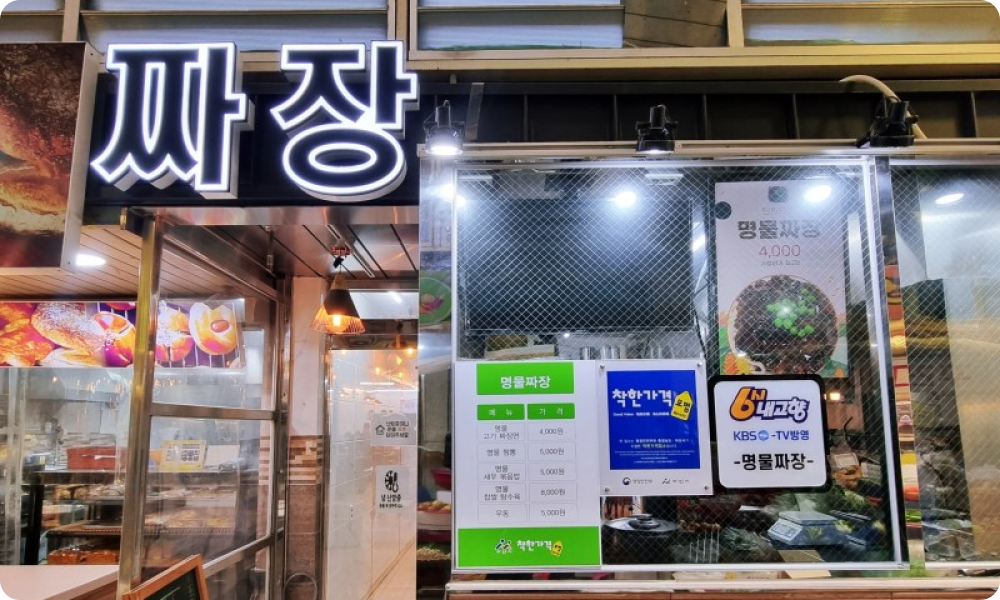 짜장
명물짜장
4,000
명물짜장
메뉴 가격
명물
고기 짜장면 4,000원
명물 짬뽕 5,000원
명물
새우 볶음밥 5,000원
명물
찹쌀 탕수육 8,000원
우동 5,000원
착한가격
착한가격
6시
내고향
KBS -TV방영
-명물짜장-